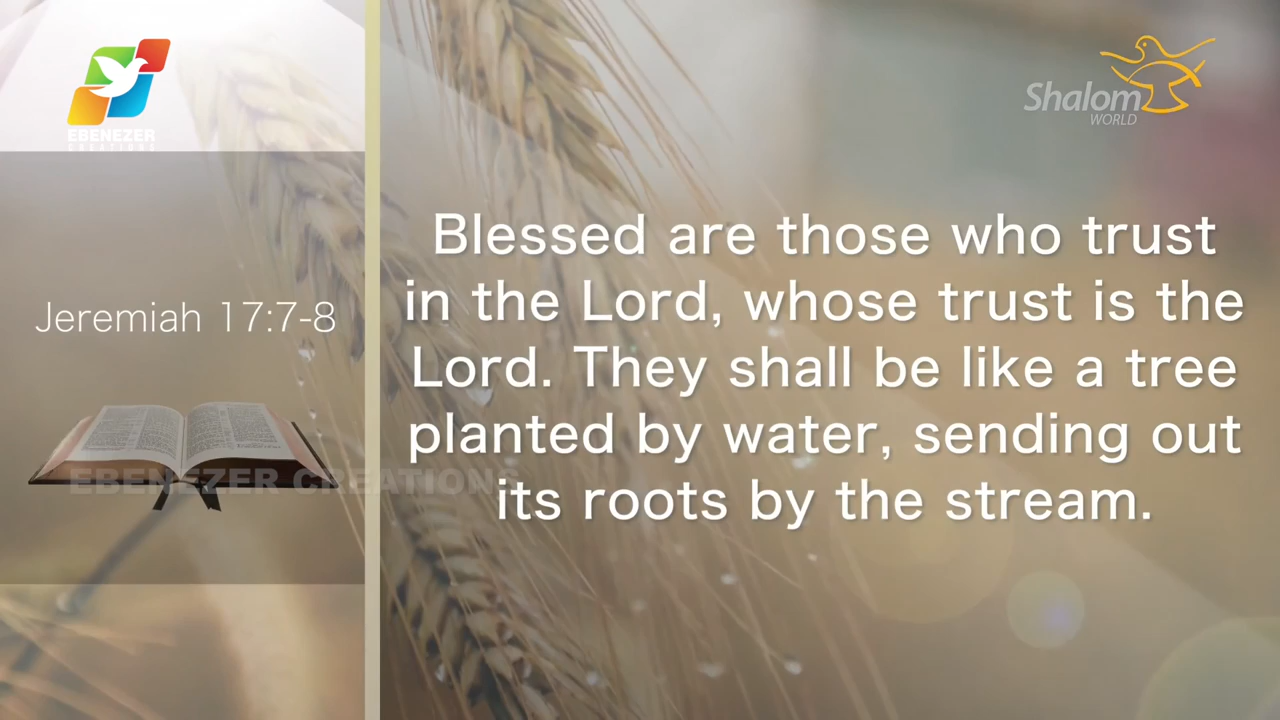 EBENEZER
CREATIONS
Shalom
WORLD
Jeremiah 17:7-8
Blessed are those who trust
in the Lord, whose trust is the
Lord. They shall be like a tree
planted by water, sending out
its roots by the stream.
EBENEZER CREATIONS